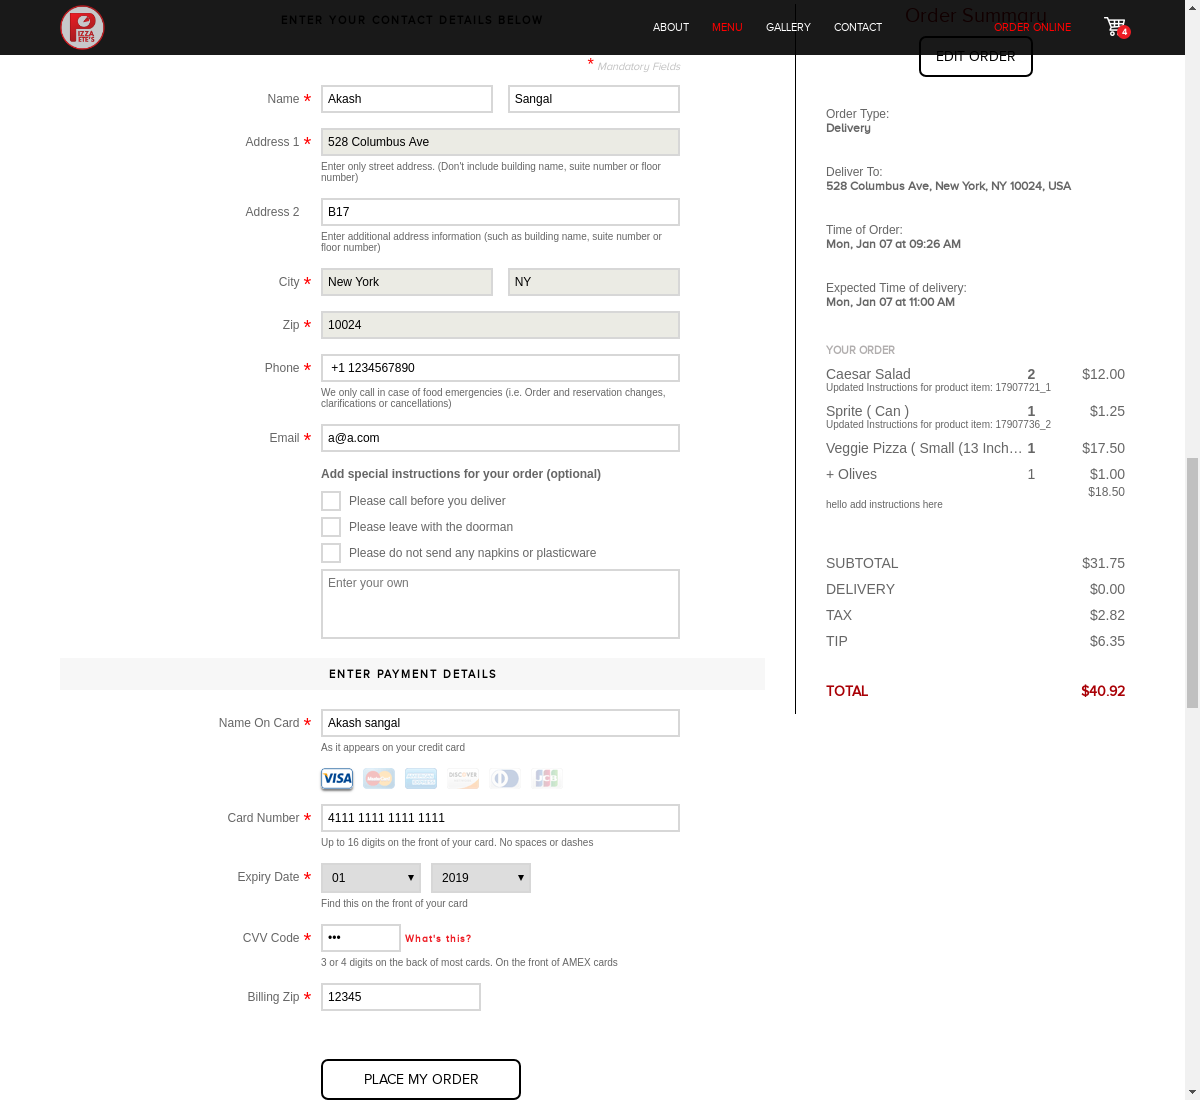 PIZZA
PETE'S
ENTER YOUR CONTACT DETAILS BELOW
ABOUT
MENU
GALLERY
CONTACT
ORDER ONLINE
4
* Mandatory Fields
Name *
Akash
Sangal
Address 1 *
528 Columbus Ave
Enter only street address. (Don't include building name, suite number or floor
number)
Address 2
B17
Enter additional address information (such as building name, suite number or
floor number)
City *
New York
NY
Zip *
10024
Phone *
+1 1234567890
We only call in case of food emergencies (i.e. Order and reservation changes,
clarifications or cancellations)
Email *
a@a.com
Add special instructions for your order (optional)
Please call before you deliver
Please leave with the doorman
Please do not send any napkins or plasticware
Enter your own
ENTER PAYMENT DETAILS
Name On Card *
Akash sangal
As it appears on your credit card
VISA
MasterCard
DISCOVER
JCB
Card Number *
4111 1111 1111 1111
Up to 16 digits on the front of your card. No spaces or dashes
Expiry Date *
01
2019
Find this on the front of your card
CVV Code *
•••
What's this?
3 or 4 digits on the back of most cards. On the front of AMEX cards
Billing Zip *
12345
PLACE MY ORDER
Order Summary
EDIT ORDER
Order Type:
Delivery
Deliver To:
528 Columbus Ave, New York, NY 10024, USA
Time of Order:
Mon, Jan 07 at 09:26 AM
Expected Time of delivery:
Mon, Jan 07 at 11:00 AM
YOUR ORDER
Caesar Salad 2 $12.00
Updated Instructions for product item: 17907721_1
Sprite ( Can ) 1 $1.25
Updated Instructions for product item: 17907736_2
Veggie Pizza ( Small (13 Inch… 1 $17.50
+ Olives 1 $1.00
$18.50
hello add instructions here
SUBTOTAL $31.75
DELIVERY $0.00
TAX $2.82
TIP $6.35
TOTAL $40.92